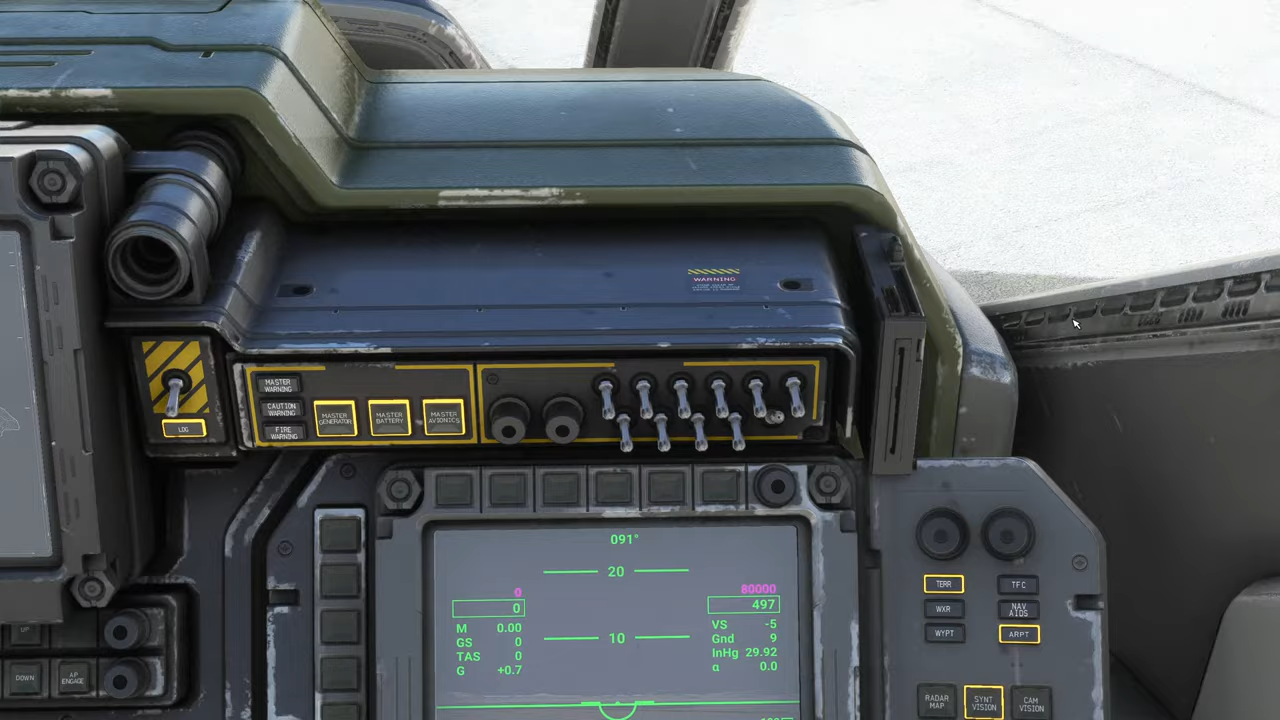 WARNING
MASTER
WARNING
CAUTION
WARNING
FIRE
WARNING
MASTER
GENERATOR
MASTER
BATTERY
MASTER
AVIONICS
LDG
091°
20
0
0
M 0.00
GS 0
TAS 0
G +0.7
10
80000
497
VS -5
Gnd 9
InHg 29.92
α 0.0
TERR
TFC
WXR
NAV
AIDS
WYPT
ARPT
RADAR
MAP
SYNT
VISION
CAM
VISION
UP
DOWN
AP
ENGAGE